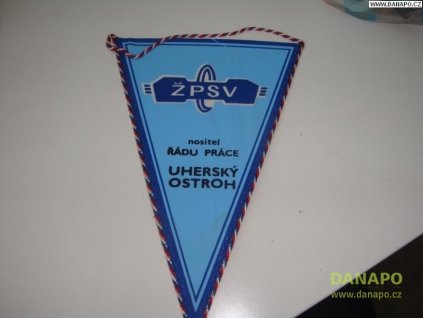 WWW.DANAPO.CZ
ŽPSV
nositel
ŘÁDU PRÁCE
UHERSKÝ
OSTROH
DANAPO
www.danapo.cz